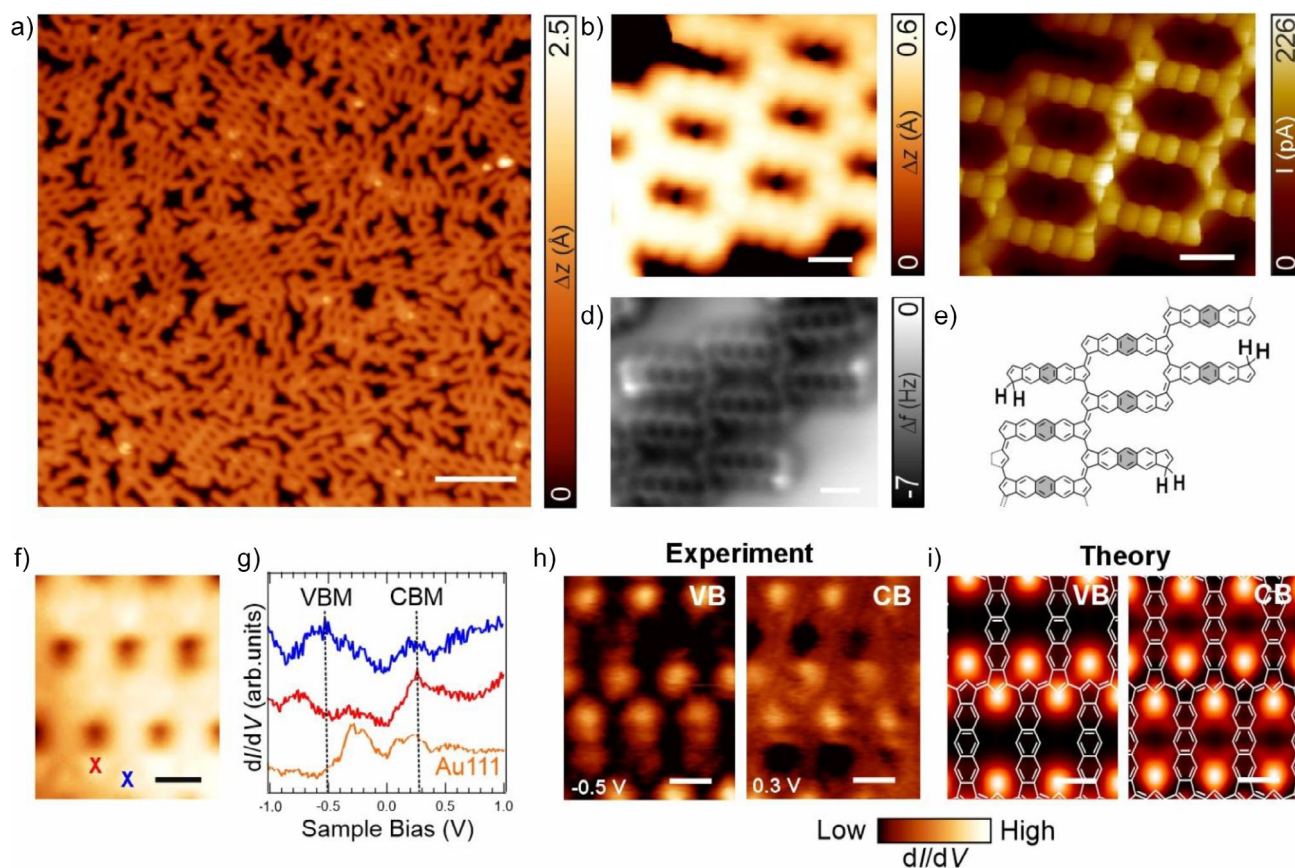 a)
2.5
Δz (Å)
0
b)
0.6
Δz (Å)
0
c)
226
I (pA)
0
d)
0
Δf (Hz)
-7
e)
H
H
H
H
H H
f)
X X
g)
VBM CBM
dI/dV (arb.units)
Au111
-1.0 -0.5 0.0 0.5 1.0
Sample Bias (V)
h)
Experiment
VB
-0.5 V
CB
0.3 V
i)
Theory
VB
CB
Low High
dI/dV